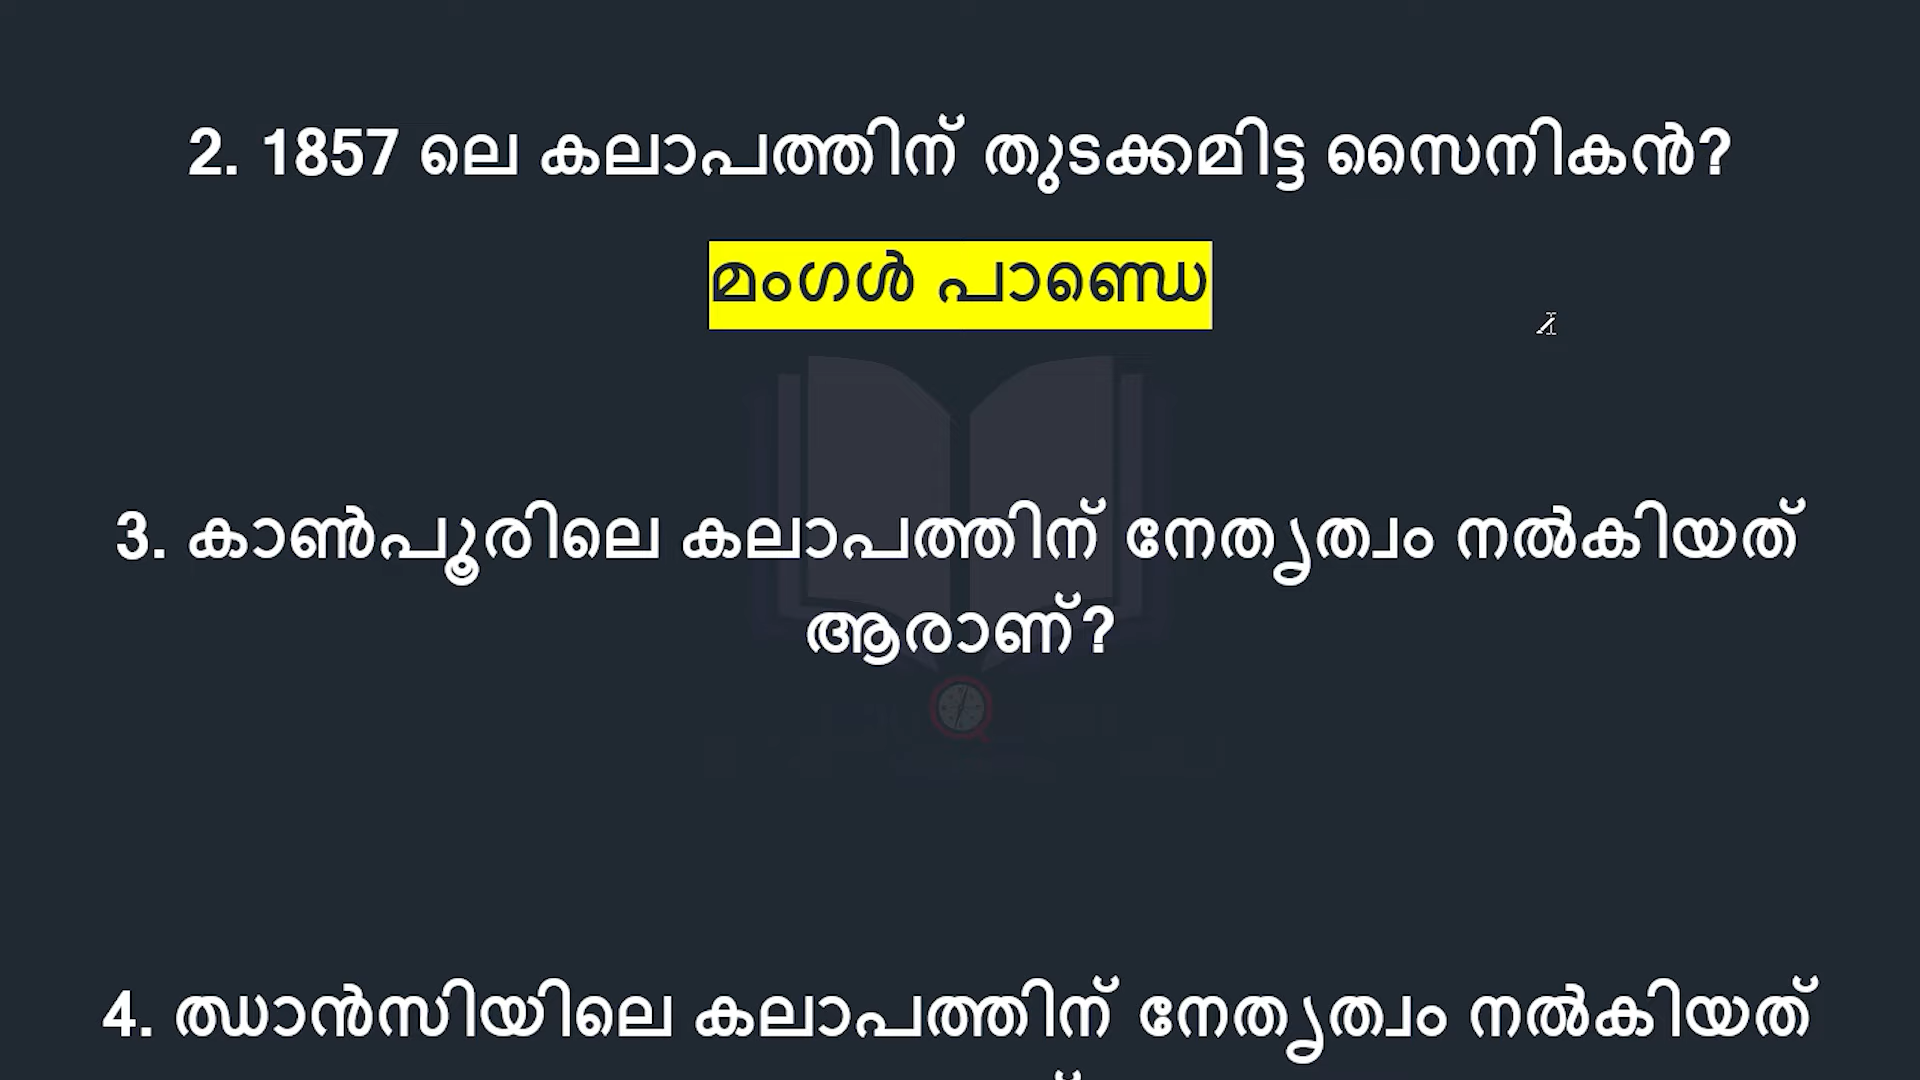 2. 1857 ലെ കലാപത്തിന് തുടക്കമിട്ട സൈനികൻ?
മംഗൾ പാണ്ഡെ
3. കാൺപൂരിലെ കലാപത്തിന് നേതൃത്വം നൽകിയത്
ആരാണ്?
4. ഝാൻസിയിലെ കലാപത്തിന് നേതൃത്വം നൽകിയത്